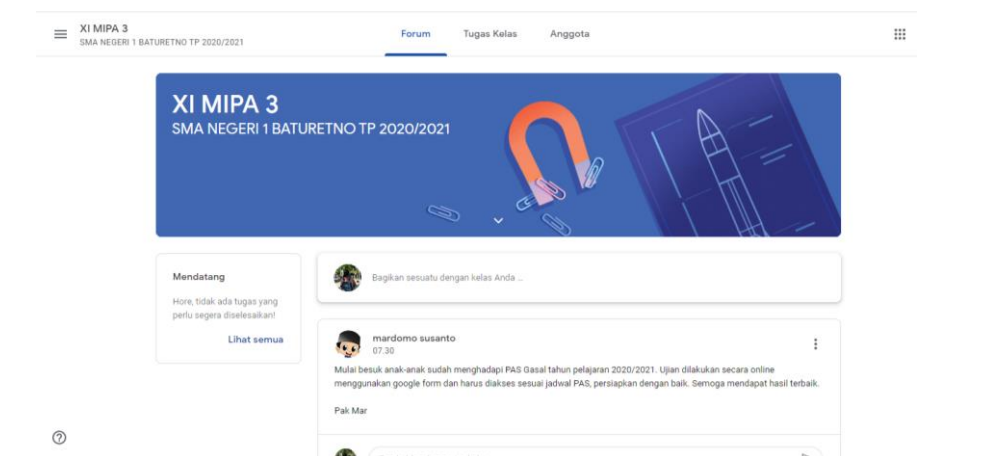 XI MIPA 3
SMA NEGERI 1 BATURETNO TP 2020/2021
Forum
Tugas Kelas
Anggota
XI MIPA 3
SMA NEGERI 1 BATURETNO TP 2020/2021
Mendatang
Hore, tidak ada tugas yang
perlu segera diselesaikan!
Lihat semua
Bagikan sesuatu dengan kelas Anda ...
mardomo susanto
07.30
Mulai besuk anak-anak sudah menghadapi PAS Gasal tahun pelajaran 2020/2021. Ujian dilakukan secara online
menggunakan google form dan harus diakses sesuai jadwal PAS, persiapkan dengan baik. Semoga mendapat hasil terbaik.
Pak Mar